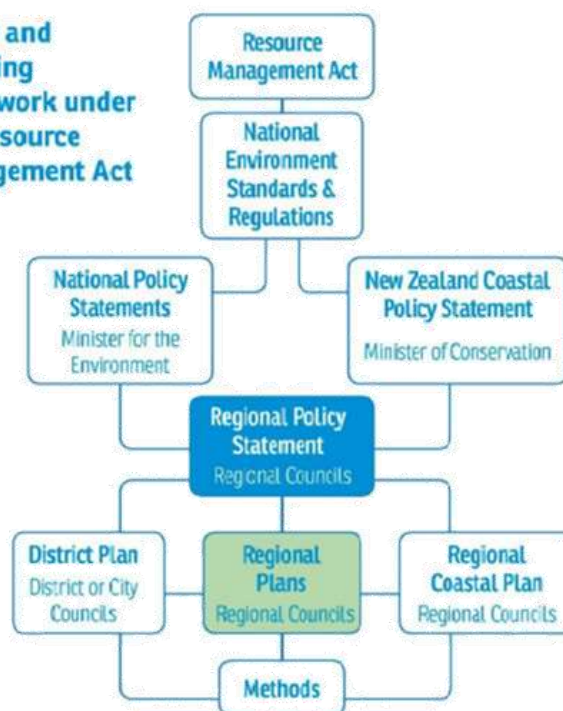 and
ing
work under
source
gement Act
Resource
Management Act
National
Environment
Standards &
Regulations
National Policy
Statements
Minister for the
Environment
New Zealand Coastal
Policy Statement
Minister of Conservation
Regional Policy
Statement
Regional Councils
District Plan
District or City
Councils
Regional
Plans
Regional Councils
Regional
Coastal Plan
Regional Councils
Methods